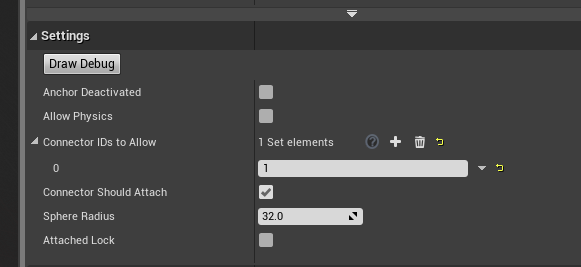 Settings
Draw Debug
Anchor Deactivated
Allow Physics
Connector IDs to Allow 1 Set elements
0 1
Connector Should Attach
Sphere Radius 32.0
Attached Lock